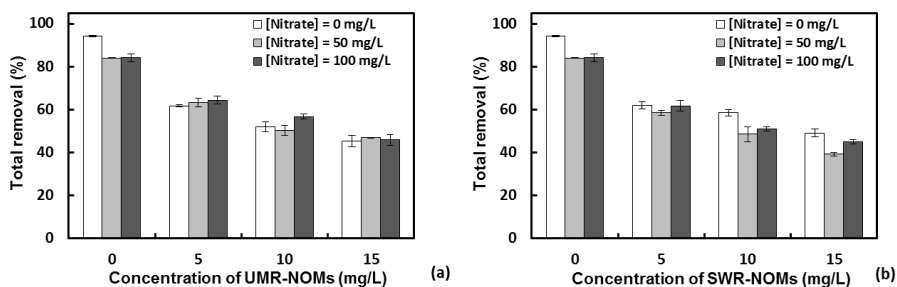 100
80
60
40
20
0
Total removal (%)
[Nitrate] = 0 mg/L
[Nitrate] = 50 mg/L
[Nitrate] = 100 mg/L
0 5 10 15
Concentration of UMR-NOMs (mg/L)
(a)
100
80
60
40
20
0
Total removal (%)
[Nitrate] = 0 mg/L
[Nitrate] = 50 mg/L
[Nitrate] = 100 mg/L
0 5 10 15
Concentration of SWR-NOMs (mg/L)
(b)